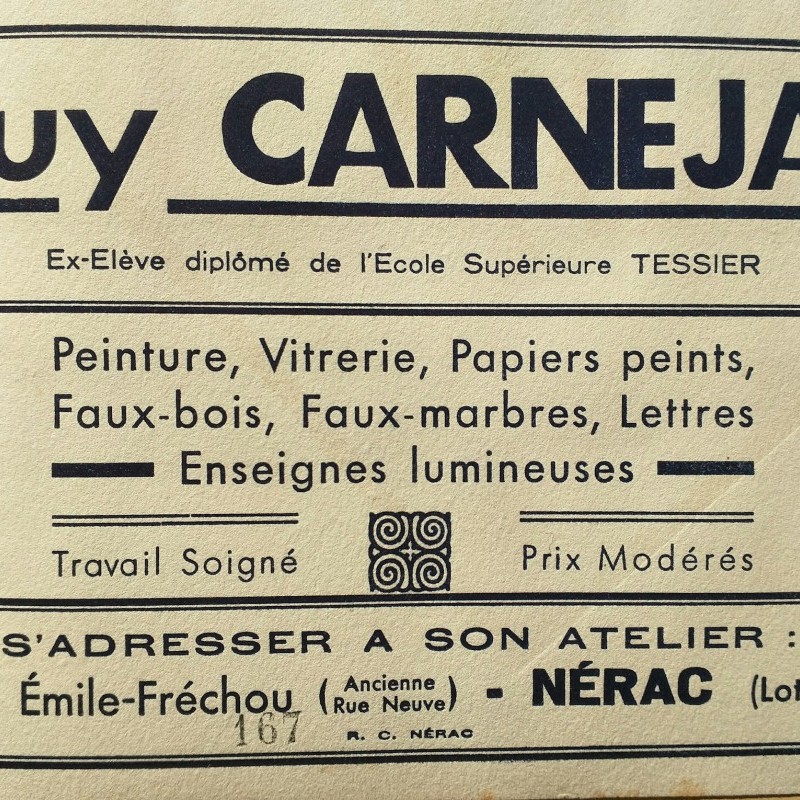 uy CARNEJA
Ex-Elève diplômé de l'Ecole Supérieure TESSIER
Peinture, Vitrerie, Papiers peints,
Faux-bois, Faux-marbres, Lettres
Enseignes lumineuses
Travail Soigné Prix Modérés
S'ADRESSER A SON ATELIER :
Émile-Fréchou (Ancienne Rue Neuve) - NÉRAC (Lot
167 R. C. NÉRAC